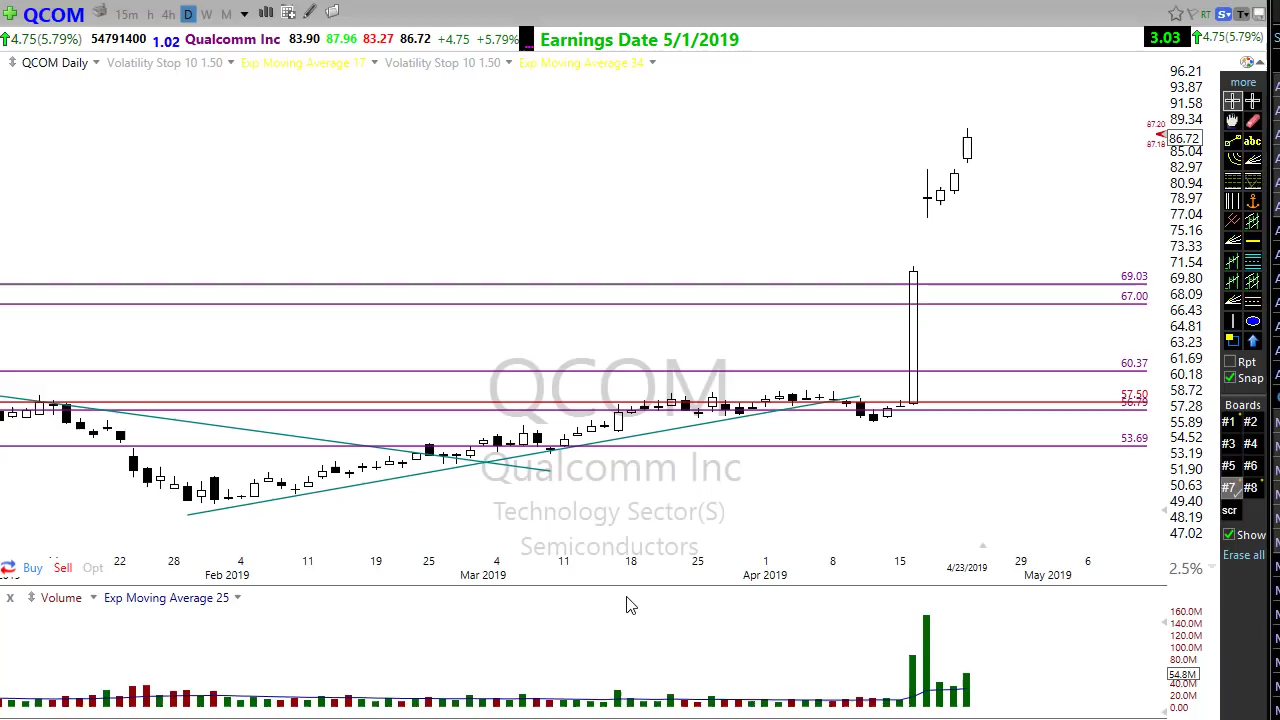 QCOM 15m h 4h D W M RT S T
4.75(5.79%) 54791400 1.02 Qualcomm Inc 83.90 87.96 83.27 86.72 +4.75 +5.79% ... Earnings Date 5/1/2019 3.03 4.75(5.79%)
QCOM Daily Volatility Stop 10 1.50 Exp Moving Average 17 Volatility Stop 10 1.50 Exp Moving Average 34
96.21
more
93.87
91.58
89.34
87.20
86.72
87.18
85.04
abc
82.97
80.94
78.97
77.04
75.16
73.33
71.54
69.03
69.80
67.00
68.09
66.43
64.81
63.23
60.37
61.69
Rpt
60.18
Snap
QCOM
57.50
58.72
56.79
57.28
Boards
55.89
#1 #2
53.69
54.52
#3 #4
53.19
Qualcomm Inc
51.90
#5 #6
50.63
#7 #8
49.40
Technology Sector(S)
scr
48.19
47.02
Show
Semiconductors
Erase all
22 28 4 11 19 25 4 11 18 25 1 8 15 29 6
Buy Sell Opt
4/23/2019
2.5%
Feb 2019 Mar 2019 Apr 2019 May 2019
x Volume Exp Moving Average 25
160.0M
140.0M
120.0M
100.0M
80.0M
54.8M
40.0M
20.0M
0.00